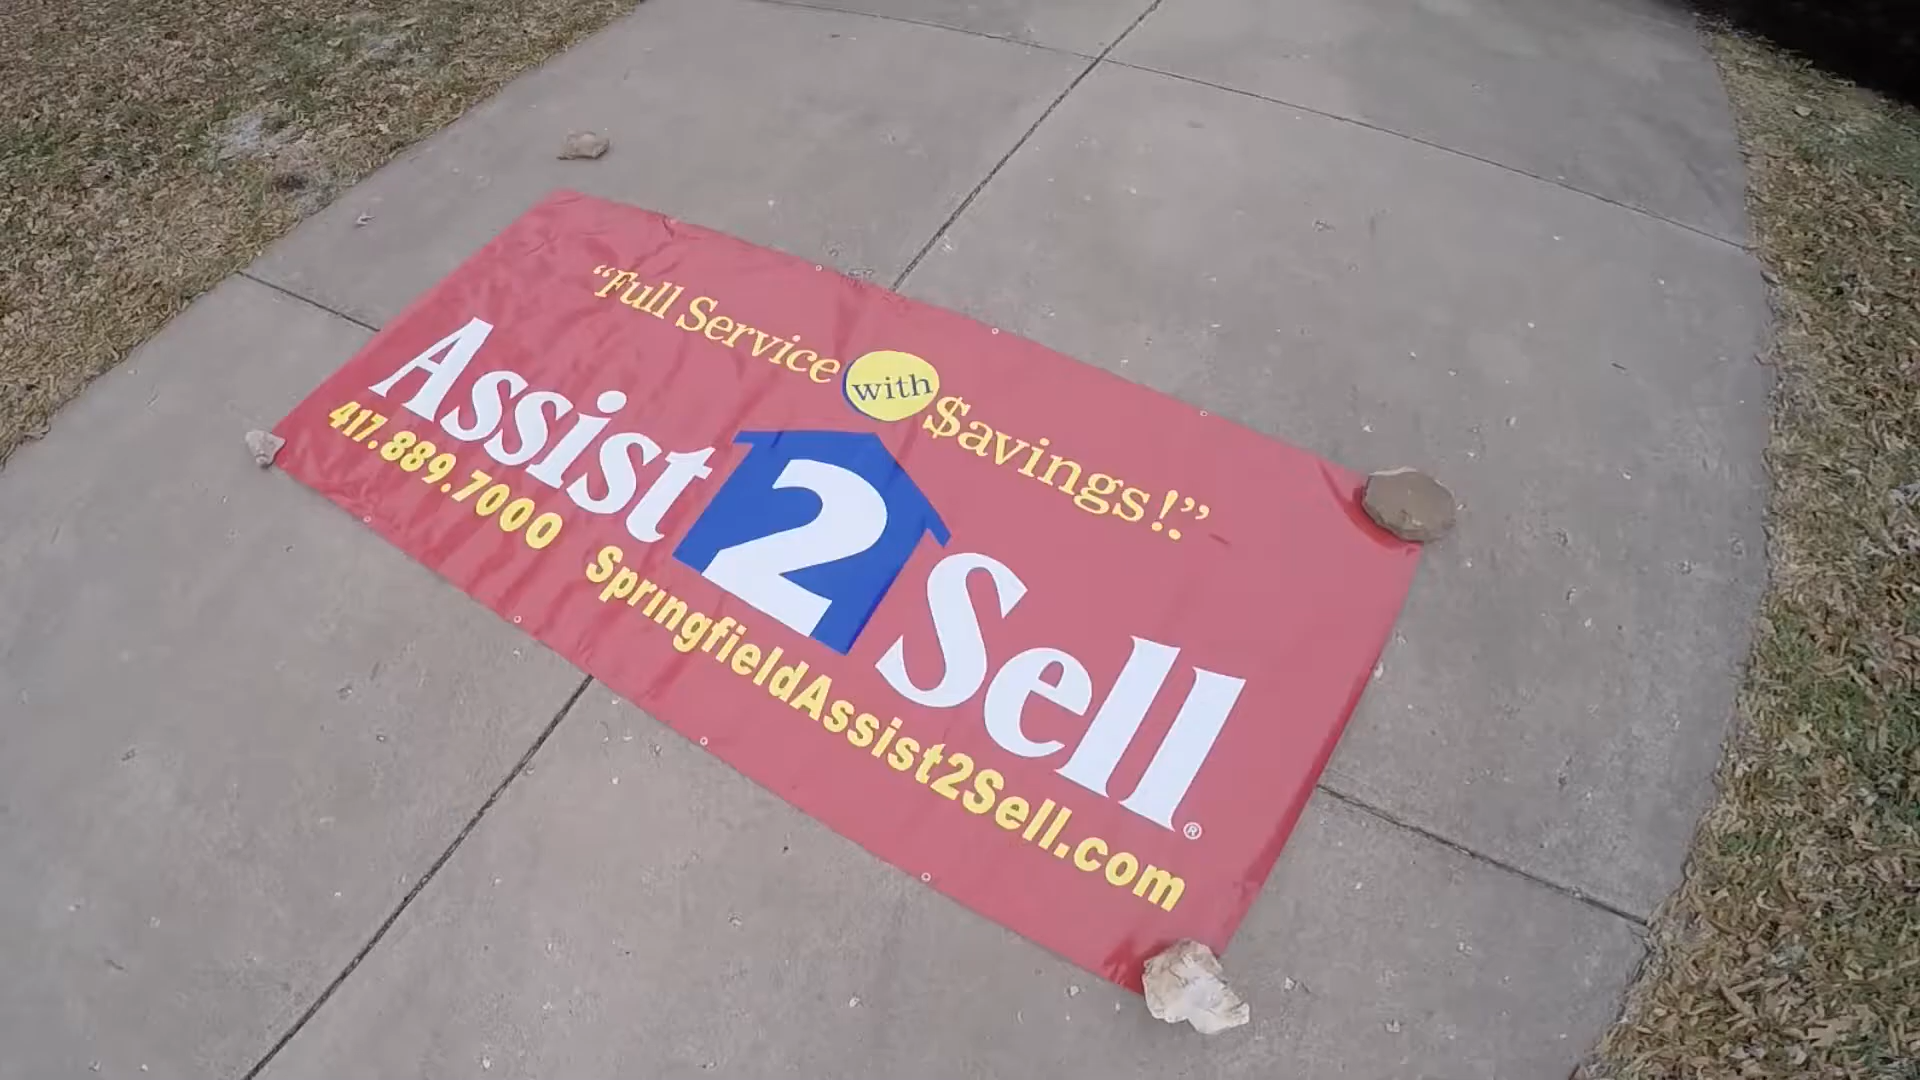 “Full Service with $avings!”
Assist 2 Sell®
417.889.7000 SpringfieldAssist2Sell.com